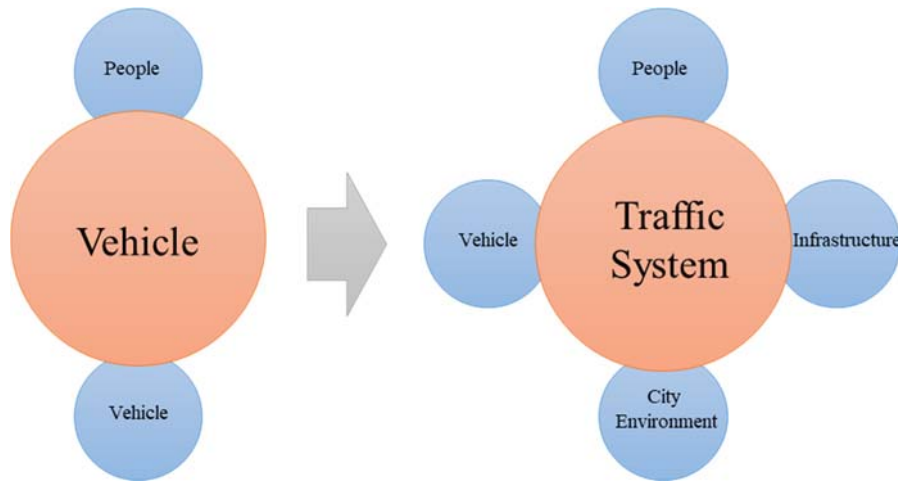 People
Vehicle
Vehicle
People
Vehicle
Traffic
System
Infrastructure
City
Environment